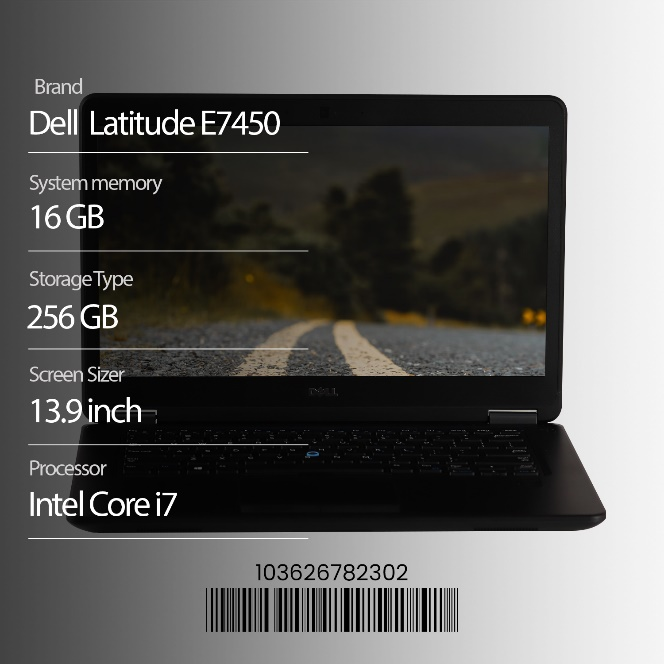 Brand
Dell Latitude E7450
System memory
16 GB
Storage Type
256 GB
Screen Sizer
13.9 inch
DELL
Processor
Intel Core i7
103626782302